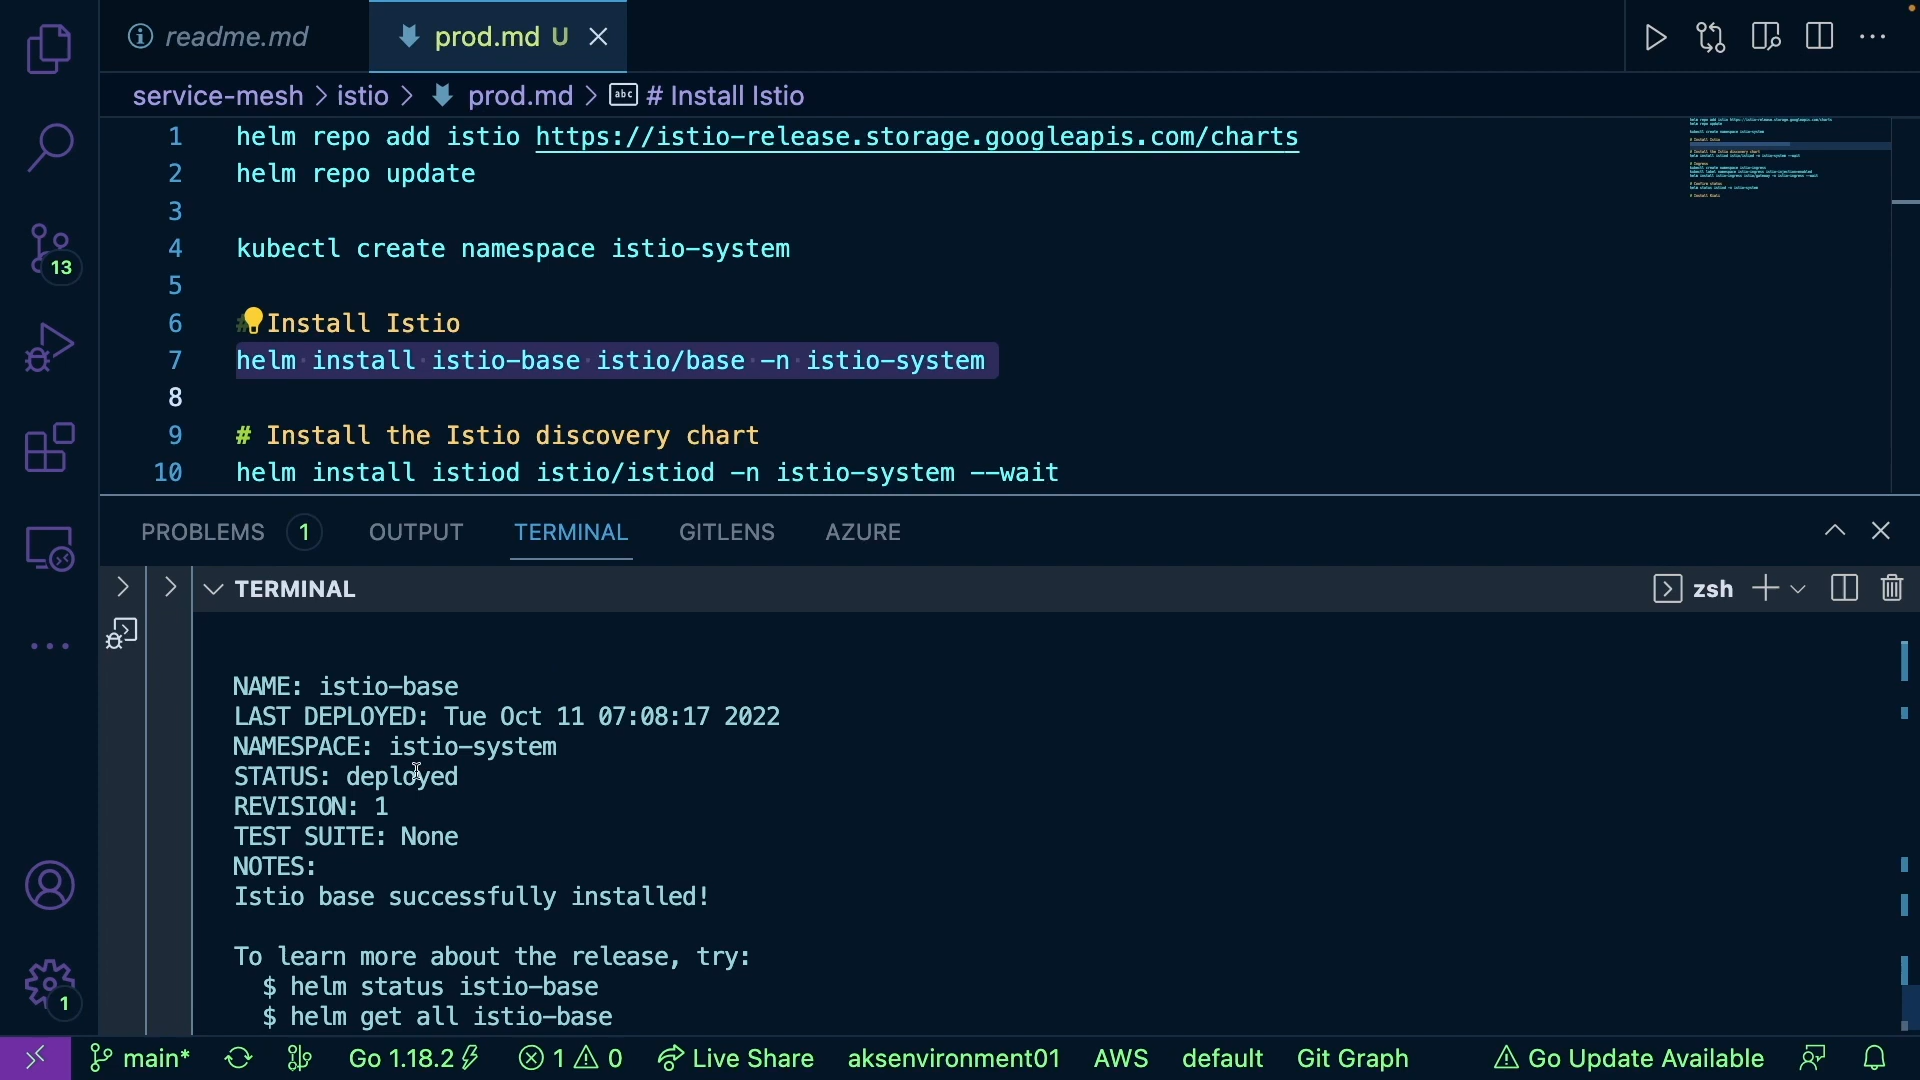 readme.md
prod.md U
service-mesh > istio > prod.md > abc # Install Istio
1 helm repo add istio https://istio-release.storage.googleapis.com/charts
2 helm repo update
3
4 kubectl create namespace istio-system
5
6 # Install Istio
7 helm install istio-base istio/base -n istio-system
8
9 # Install the Istio discovery chart
10 helm install istiod istio/istiod -n istio-system --wait
13
PROBLEMS 1 OUTPUT TERMINAL GITLENS AZURE
TERMINAL
zsh
NAME: istio-base
LAST DEPLOYED: Tue Oct 11 07:08:17 2022
NAMESPACE: istio-system
STATUS: deployed
REVISION: 1
TEST SUITE: None
NOTES:
Istio base successfully installed!
To learn more about the release, try:
$ helm status istio-base
$ helm get all istio-base
1
main* Go 1.18.2 1 0 Live Share aksenvironment01 AWS default Git Graph Go Update Available